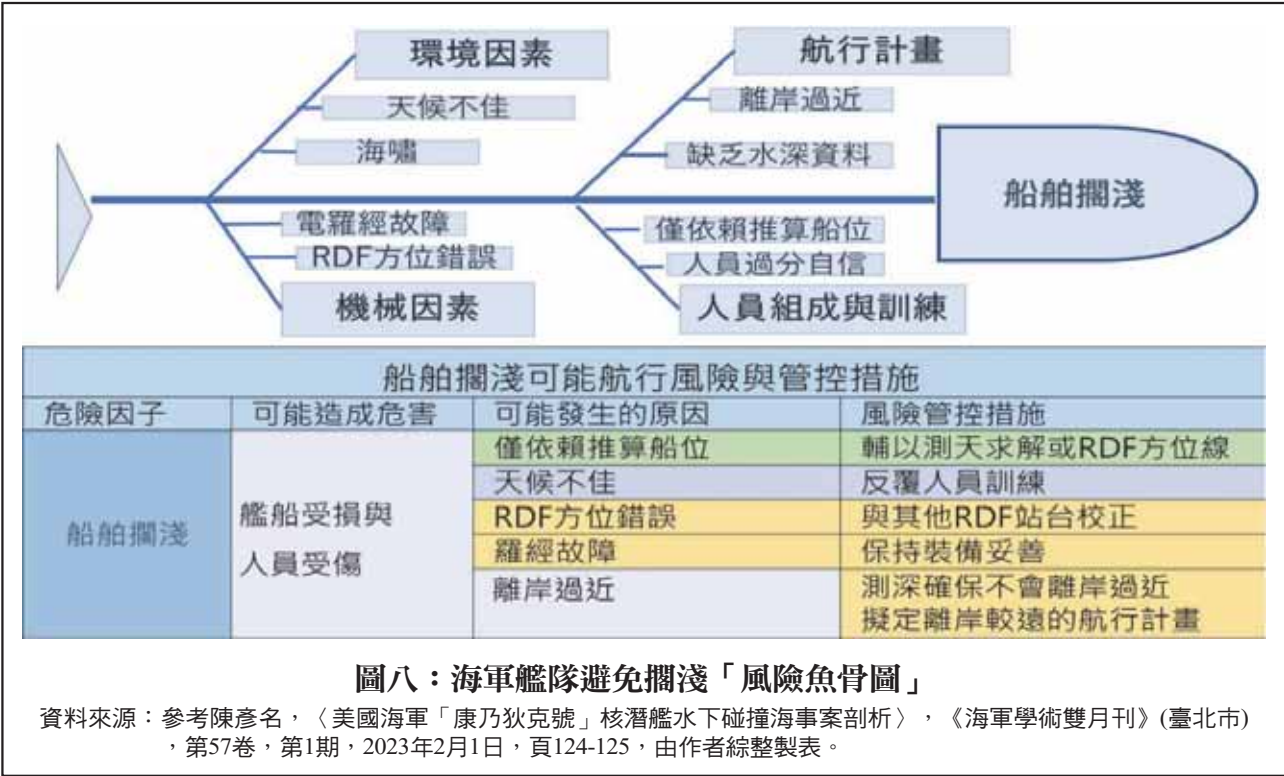 環境因素
天候不佳
海嘯
航行計畫
離岸過近
缺乏水深資料
船舶擱淺
電羅經故障
RDF方位錯誤
機械因素
僅依賴推算船位
人員過分自信
人員組成與訓練
船舶擱淺可能航行風險與管控措施
危險因子 可能造成危害 可能發生的原因 風險管控措施
船舶擱淺
艦船受損與
人員受傷
僅依賴推算船位 輔以測天求解或RDF方位線
天候不佳 反覆人員訓練
RDF方位錯誤 與其他RDF站台校正
羅經故障 保持裝備妥善
離岸過近 測深確保不會離岸過近
擬定離岸較遠的航行計畫
圖八：海軍艦隊避免擱淺「風險魚骨圖」
資料來源：參考陳彥名，〈美國海軍「康乃狄克號」核潛艦水下碰撞海事案剖析〉，《海軍學術雙月刊》(臺北市)
，第57卷，第1期，2023年2月1日，頁124-125，由作者綜整製表。